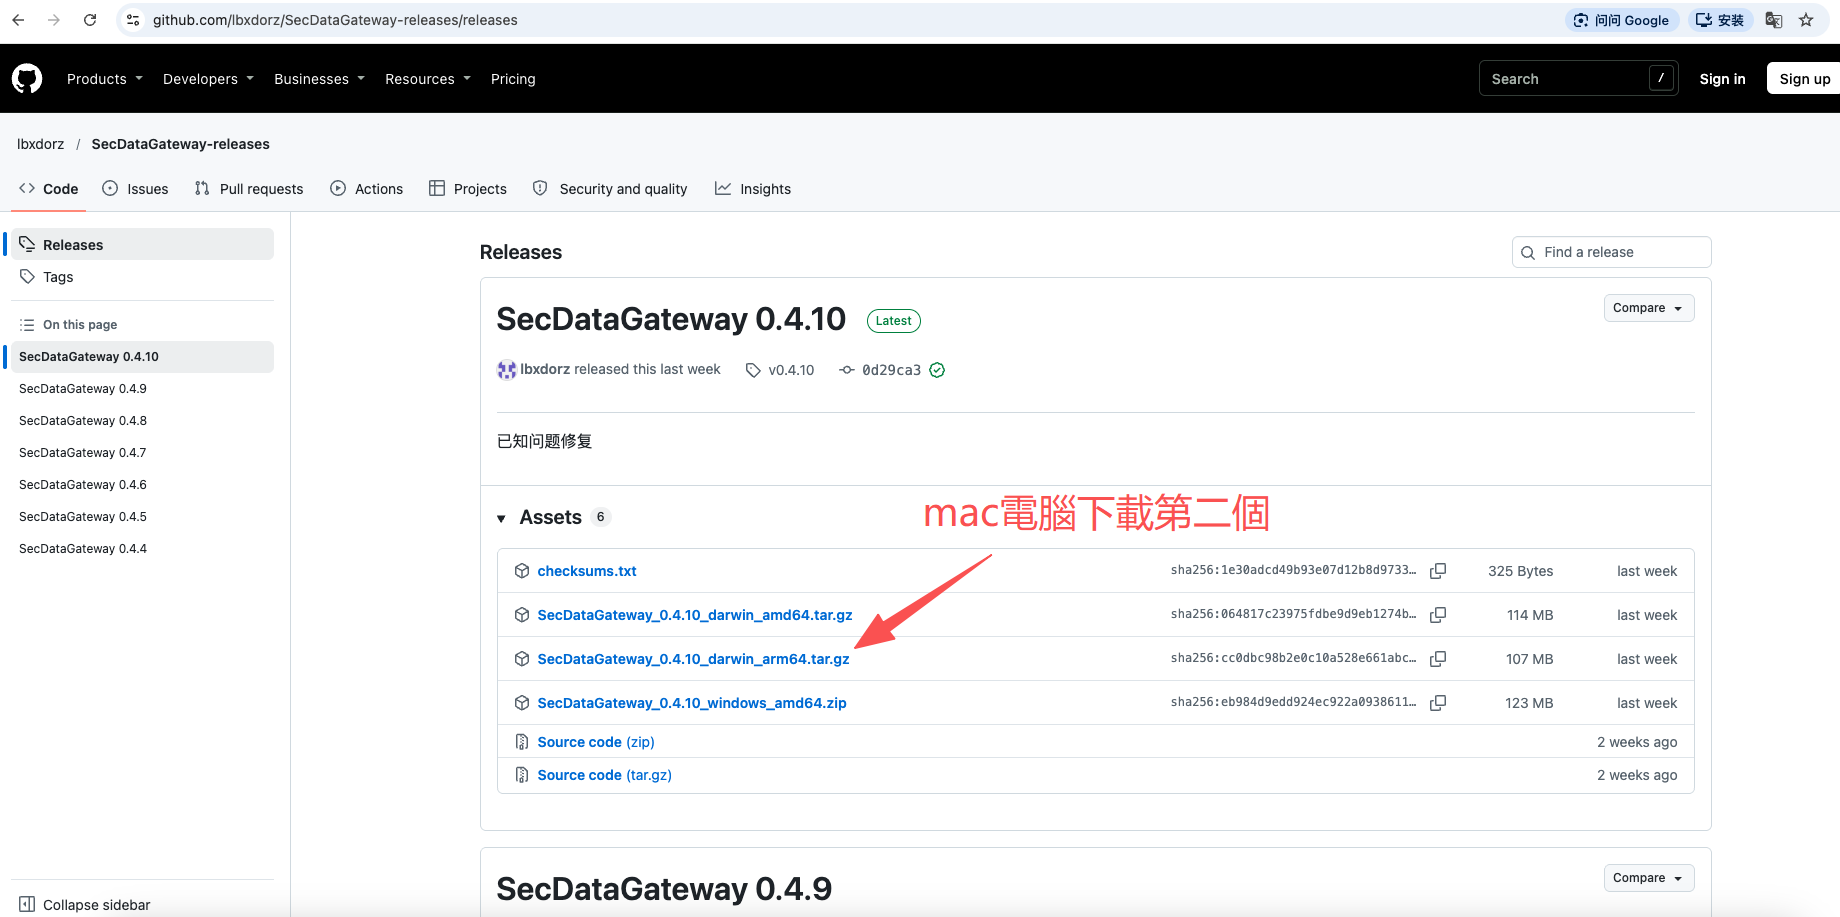 github.com/lbxdorz/SecDataGateway-releases/releases
问问 Google
安装
Products
Developers
Businesses
Resources
Pricing
Search
/
Sign in
Sign up
lbxdorz / SecDataGateway-releases
Code
Issues
Pull requests
Actions
Projects
Security and quality
Insights
Releases
Tags
On this page
SecDataGateway 0.4.10
SecDataGateway 0.4.9
SecDataGateway 0.4.8
SecDataGateway 0.4.7
SecDataGateway 0.4.6
SecDataGateway 0.4.5
SecDataGateway 0.4.4
Collapse sidebar
Releases
Find a release
SecDataGateway 0.4.10
Latest
Compare
lbxdorz released this last week
v0.4.10
0d29ca3
已知问题修复
mac電腦下載第二個
Assets 6
checksums.txt sha256:1e30adcd49b93e07d12b8d9733… 325 Bytes last week
SecDataGateway_0.4.10_darwin_amd64.tar.gz sha256:064817c23975fdbe9d9eb1274b… 114 MB last week
SecDataGateway_0.4.10_darwin_arm64.tar.gz sha256:cc0dbc98b2e0c10a528e661abc… 107 MB last week
SecDataGateway_0.4.10_windows_amd64.zip sha256:eb984d9edd924ec922a0938611… 123 MB last week
Source code (zip) 2 weeks ago
Source code (tar.gz) 2 weeks ago
SecDataGateway 0.4.9
Compare